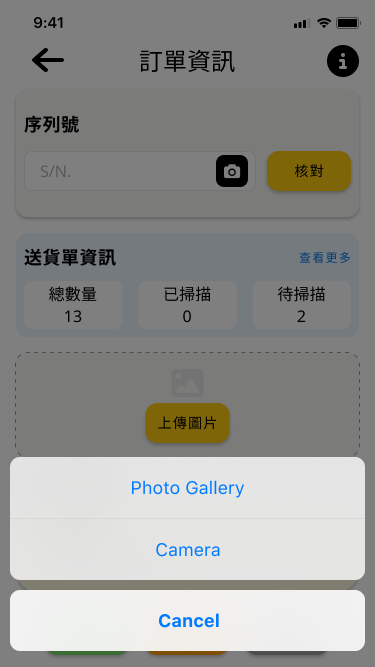 9:41
訂單資訊
序列號
S/N.
核對
送貨單資訊
查看更多
總數量
已掃描
待掃描
13
0
2
上傳圖片
Photo Gallery
Camera
Cancel